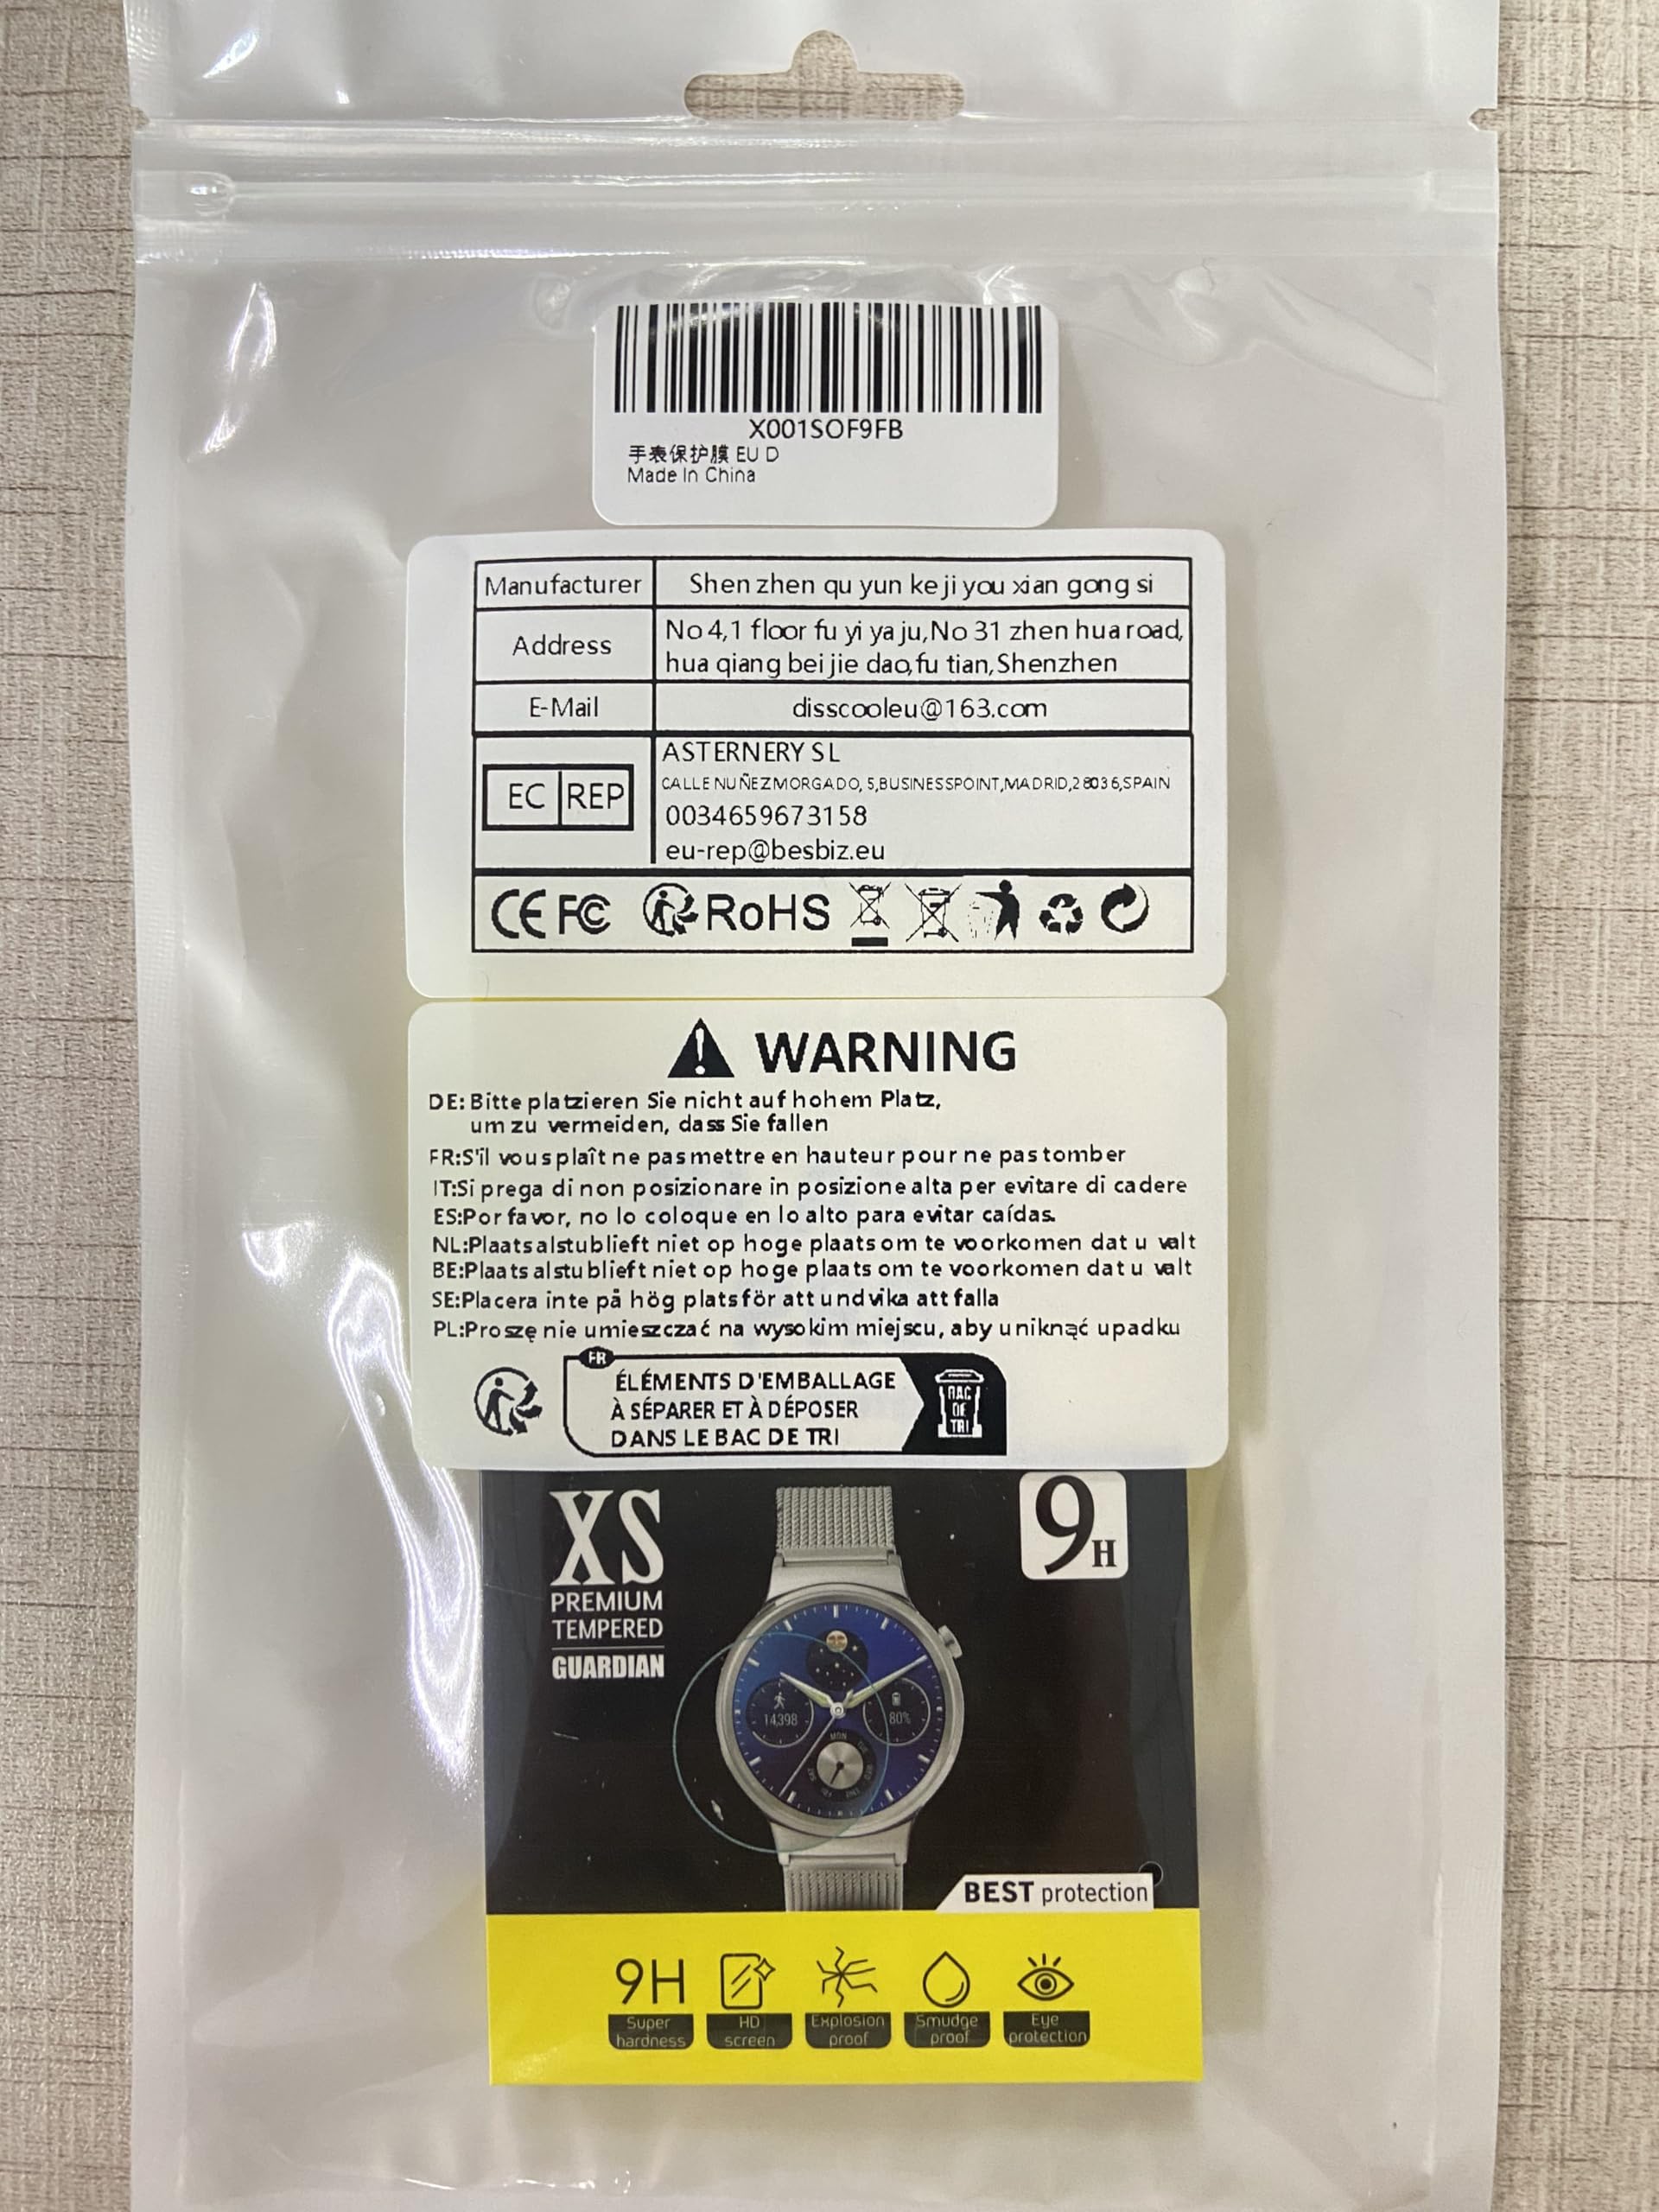 X001SOF9FB
手表保护膜 EU D
Made In China
Manufacturer
Shen zhen qu yun ke ji you xian gong si
Address
No 4,1 floor fu yi ya ju,No 31 zhen hua road,
hua qiang bei jie dao,fu tian,Shenzhen
E-Mail
disscooleu@163.com
EC REP
ASTERNERY SL
CALLE NUÑEZMORGADO, 5,BUSINESSPOINT,MADRID,28036,SPAIN
0034659673158
eu-rep@besbiz.eu
CE FC RoHS
WARNING
DE: Bitte platzieren Sie nicht auf hohem Platz,
um zu vermeiden, dass Sie fallen
FR:S'il vous plaît ne pas mettre en hauteur pour ne pas tomber
IT:Si prega di non posizionare in posizione alta per evitare di cadere
ES:Por favor, no lo coloque en lo alto para evitar caídas.
NL:Plaats alstublieft niet op hoge plaats om te voorkomen dat u valt
BE:Plaats alstublieft niet op hoge plaats om te voorkomen dat u valt
SE:Placera inte på hög plats för att undvika att falla
PL:Proszę nie umieszczać na wysokim miejscu, aby uniknąć upadku
FR
ÉLÉMENTS D'EMBALLAGE
À SÉPARER ET À DÉPOSER
DANS LE BAC DE TRI
BAC
DE
TRI
XS
PREMIUM
TEMPERED
GUARDIAN
9H
14,398
80%
MON
BEST protection
9H
Super
hardness
HD
screen
Explosion
proof
Smudge
proof
Eye
protection